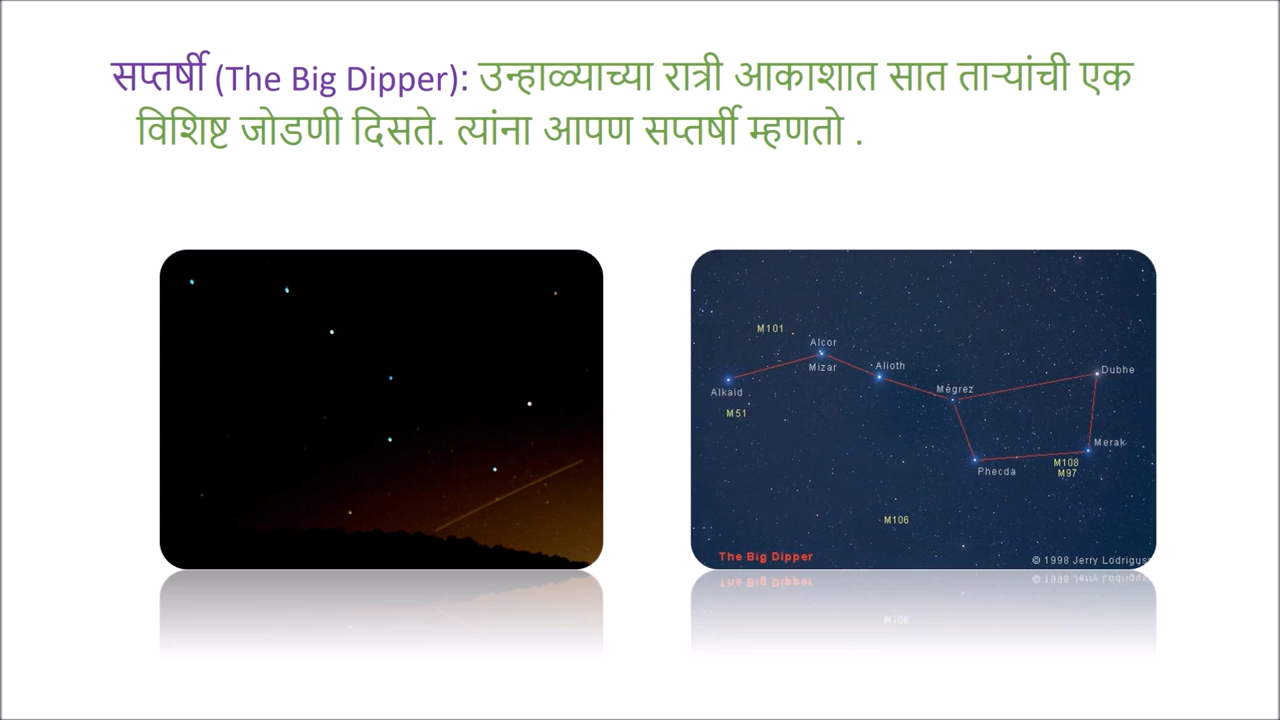 सप्तर्षी (The Big Dipper): उन्हाळ्याच्या रात्री आकाशात सात ताऱ्यांची एक
विशिष्ट जोडणी दिसते. त्यांना आपण सप्तर्षी म्हणतो .
M101
Alcor
Mizar
Alioth
Alkaid
M51
Megrez
Dubhe
Merak
Phecda
M108
M97
M106
The Big Dipper
© 1998 Jerry Lodrigus